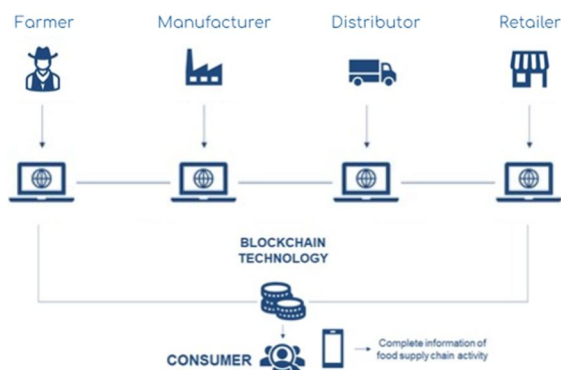 Farmer
Manufacturer
Distributor
Retailer
BLOCKCHAIN
TECHNOLOGY
CONSUMER
Complete information of
food supply chain activity